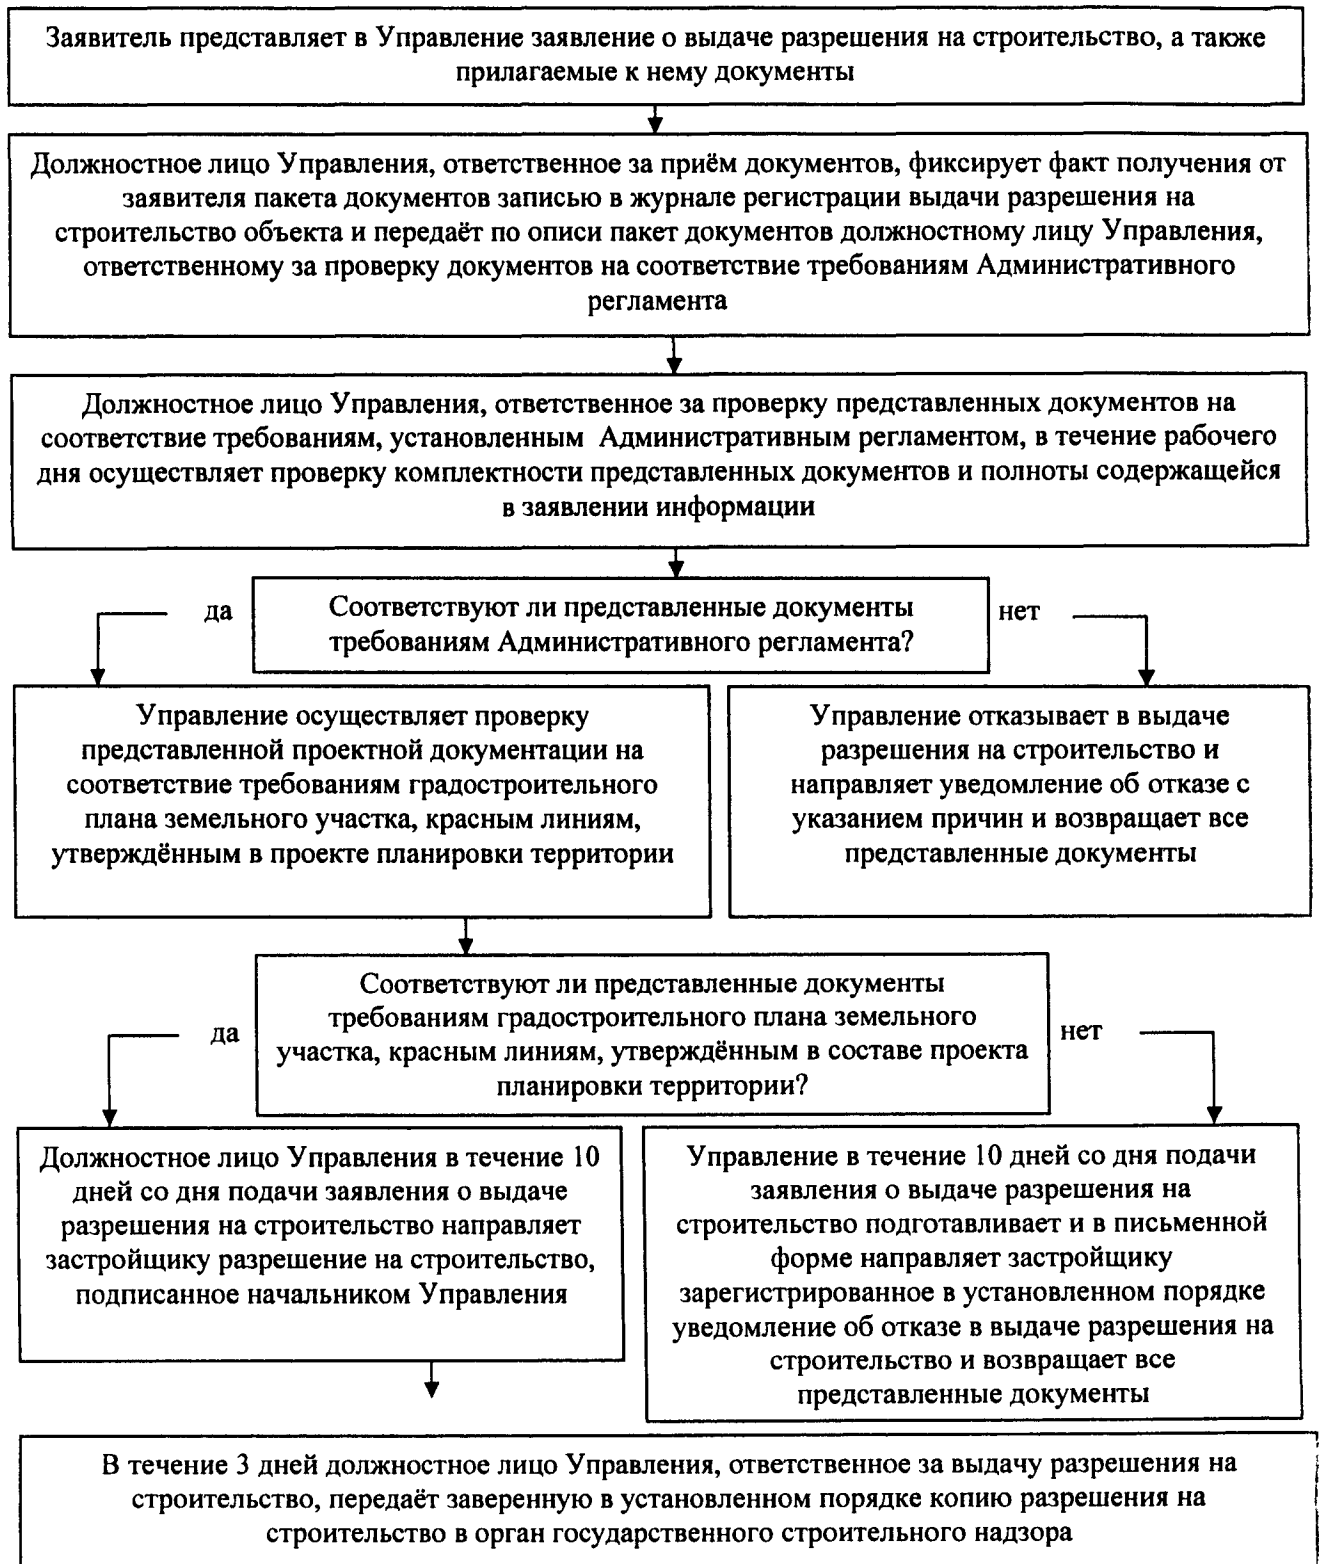 Заявитель представляет в Управление заявление о выдаче разрешения на строительство, а также
прилагаемые к нему документы
Должностное лицо Управления, ответственное за приём документов, фиксирует факт получения от
заявителя пакета документов записью в журнале регистрации выдачи разрешения на
строительство объекта и передаёт по описи пакет документов должностному лицу Управления,
ответственному за проверку документов на соответствие требованиям Административного
регламента
Должностное лицо Управления, ответственное за проверку представленных документов на
соответствие требованиям, установленным Административным регламентом, в течение рабочего
дня осуществляет проверку комплектности представленных документов и полноты содержащейся
в заявлении информации
да
Соответствуют ли представленные документы
требованиям Административного регламента?
нет
Управление осуществляет проверку
представленной проектной документации на
соответствие требованиям градостроительного
плана земельного участка, красным линиям,
утверждённым в проекте планировки территории
Управление отказывает в выдаче
разрешения на строительство и
направляет уведомление об отказе с
указанием причин и возвращает все
представленные документы
Соответствуют ли представленные документы
требованиям градостроительного плана земельного
участка, красным линиям, утверждённым в составе проекта
планировки территории?
да
нет
Должностное лицо Управления в течение 10
дней со дня подачи заявления о выдаче
разрешения на строительство направляет
застройщику разрешение на строительство,
подписанное начальником Управления
Управление в течение 10 дней со дня подачи
заявления о выдаче разрешения на
строительство подготавливает и в письменной
форме направляет застройщику
зарегистрированное в установленном порядке
уведомление об отказе в выдаче разрешения на
строительство и возвращает все
представленные документы
В течение 3 дней должностное лицо Управления, ответственное за выдачу разрешения на
строительство, передаёт заверенную в установленном порядке копию разрешения на
строительство в орган государственного строительного надзора